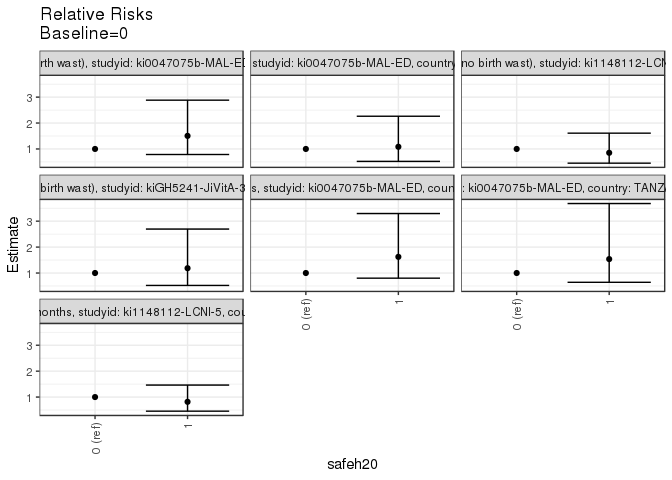 Relative Risks
Baseline=0
rth wast), studyid: ki0047075b-MAL-ED
studyid: ki0047075b-MAL-ED, country
no birth wast), studyid: ki1148112-LCN
3
2
1
birth wast), studyid: kiGH5241-JiVitA-3
s, studyid: ki0047075b-MAL-ED, coun
: ki0047075b-MAL-ED, country: TANZA
3
2
1
Estimate
months, studyid: ki1148112-LCNI-5, cou
3
2
1
0 (ref)
1
0 (ref)
1
0 (ref)
1
safeh20